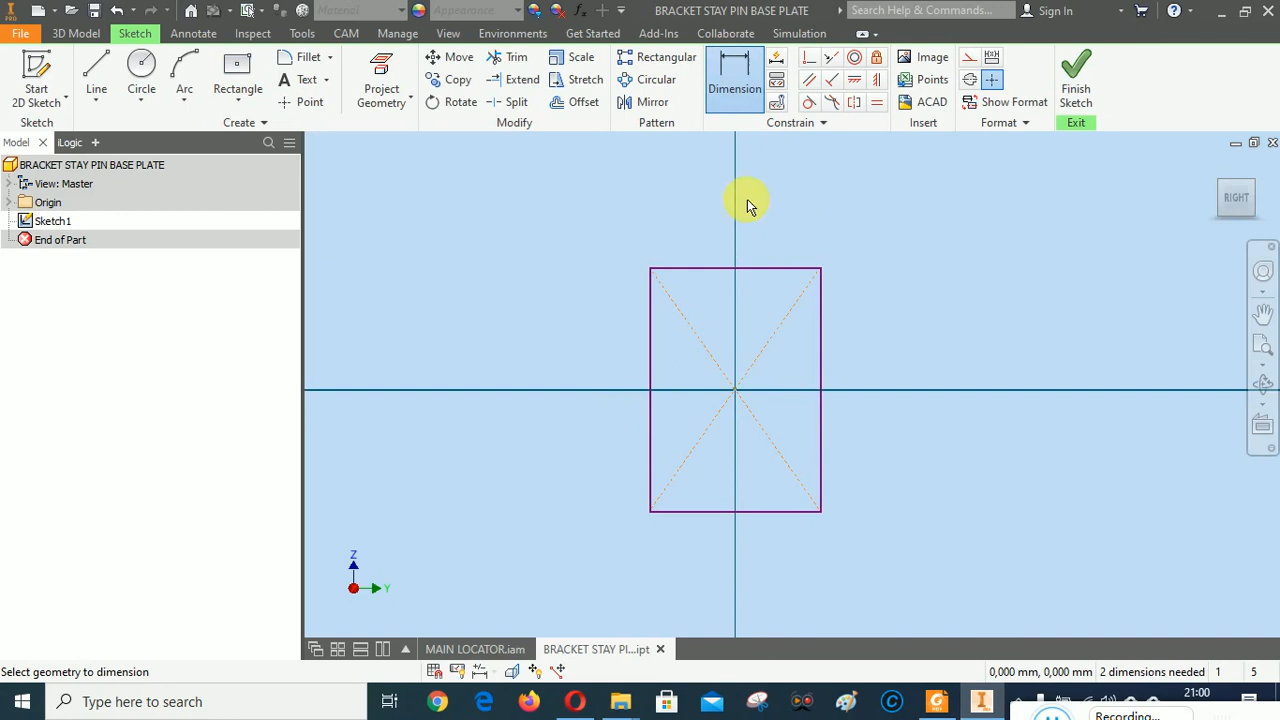 PRO
Material
Appearance
fx
BRACKET STAY PIN BASE PLATE
Search Help & Commands...
Sign In
File
3D Model
Sketch
Annotate
Inspect
Tools
CAM
Manage
View
Environments
Get Started
Add-Ins
Collaborate
Simulation
Start
2D Sketch
Line
Circle
Arc
Rectangle
Fillet
Text
Point
Project
Geometry
Move
Copy
Rotate
Trim
Extend
Split
Scale
Stretch
Offset
Rectangular
Circular
Mirror
Dimension
Image
Points
ACAD
Show Format
Finish
Sketch
Sketch
Create
Modify
Pattern
Constrain
Insert
Format
Exit
Model
iLogic
BRACKET STAY PIN BASE PLATE
View: Master
Origin
Sketch1
End of Part
RIGHT
Z
Y
MAIN LOCATOR.iam
BRACKET STAY PI...ipt
Select geometry to dimension
0,000 mm, 0,000 mm
2 dimensions needed
1
5
Type here to search
21:00
Recording...